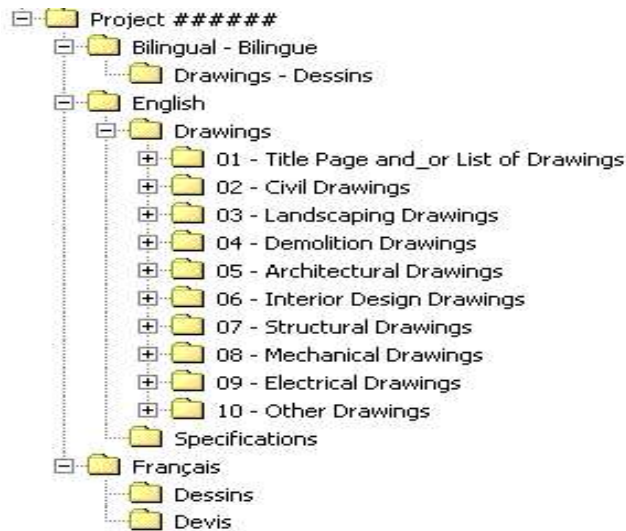 Project ######
Bilingual - Bilingue
Drawings - Dessins
English
Drawings
01 - Title Page and_or List of Drawings
02 - Civil Drawings
03 - Landscaping Drawings
04 - Demolition Drawings
05 - Architectural Drawings
06 - Interior Design Drawings
07 - Structural Drawings
08 - Mechanical Drawings
09 - Electrical Drawings
10 - Other Drawings
Specifications
Français
Dessins
Devis